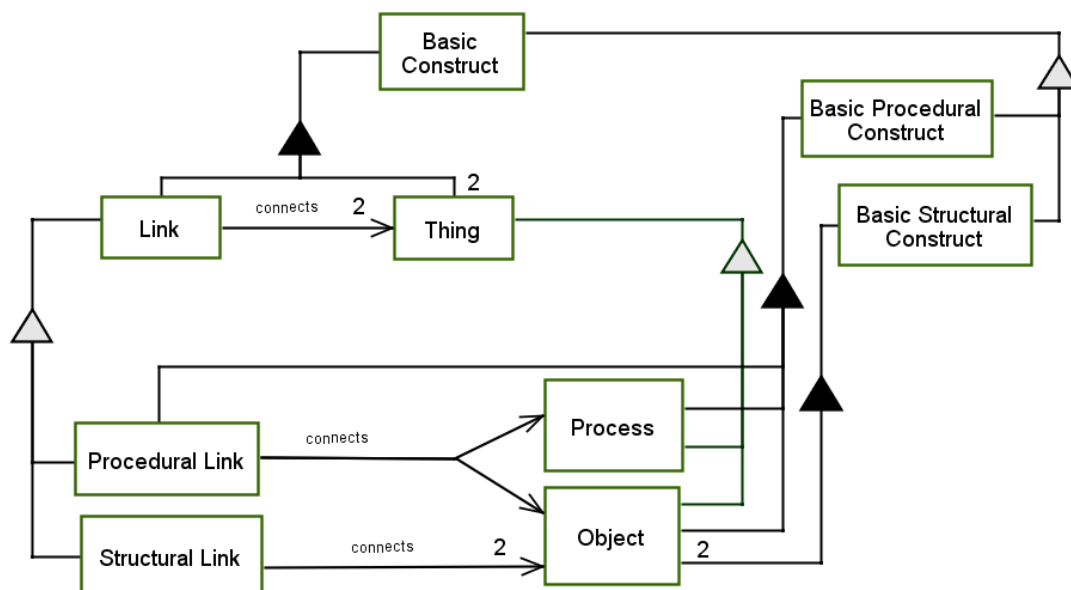 Basic
Construct
Basic Procedural
Construct
2
Link
connects
2
Thing
Basic Structural
Construct
Process
Procedural Link
connects
Object
2
Structural Link
connects
2